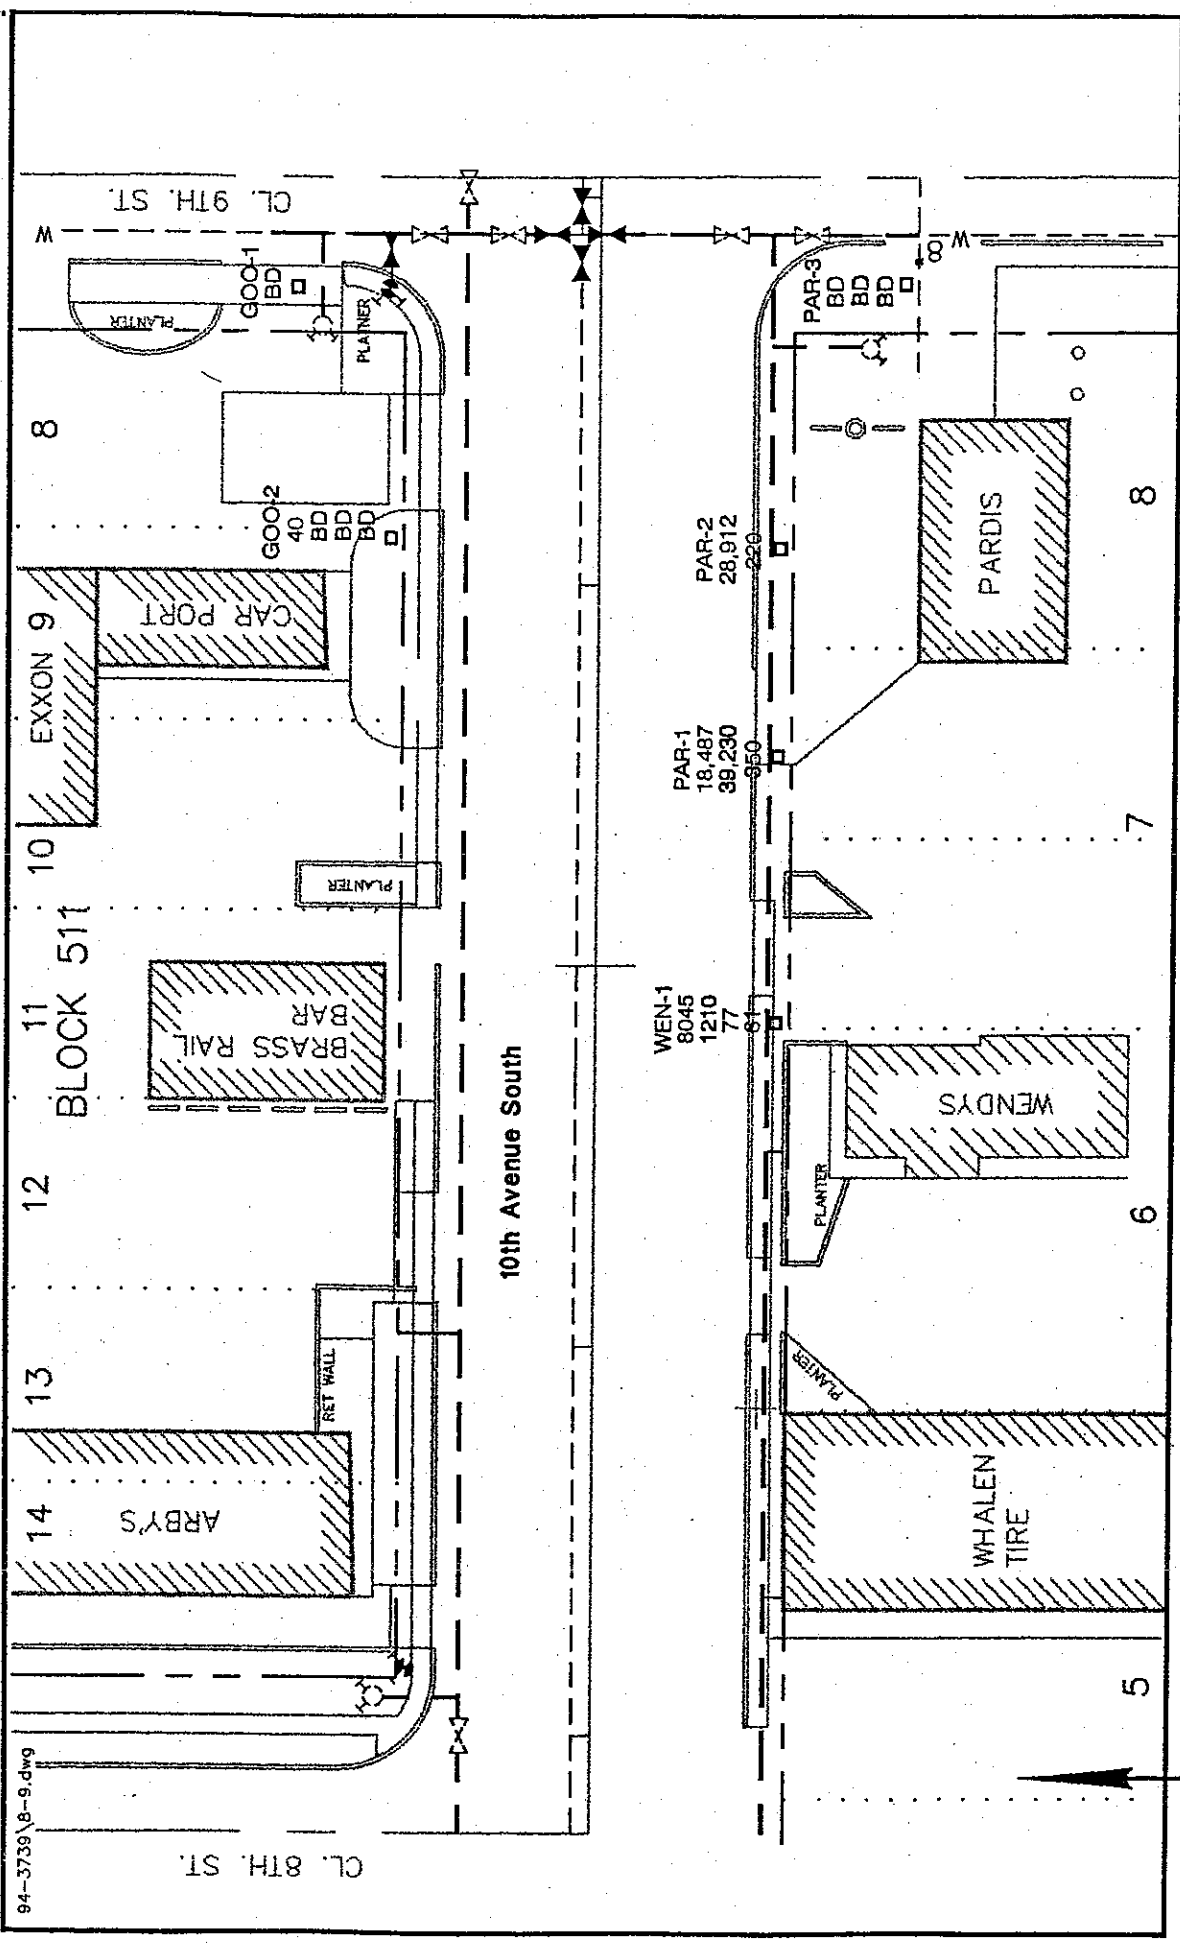 94-3739\8-9.dwg
CL. 8TH. ST.
CL. 9TH. ST.
W
14
13
12
11
10
9
8
BLOCK 511
ARBY'S
RET WALL
BRASS RAIL
BAR
PLANTER
EXXON
CAR PORT
GOO-2
40
BD
BD
BD
GOO-1
BD
PLANTER
PLATNER
10th Avenue South
WEN-1
8045
1210
77
61
PAR-1
18,487
39,230
350
PAR-2
28,912
220
PAR-3
BD
BD
BD
8
W
WHALEN
TIRE
PLANTER
PLANTER
WENDYS
PARDIS
5
6
7
8